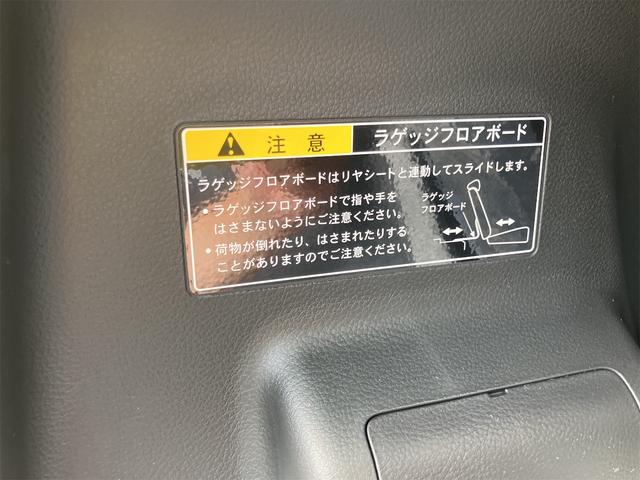 注意 ラゲッジフロアボード
ラゲッジフロアボードはリヤシートと連動してスライドします。
• ラゲッジフロアボードで指や手を
はさまないようにご注意ください。
• 荷物が倒れたり、はさまれたりする
ことがありますのでご注意ください。
ラゲッジ
フロアボード